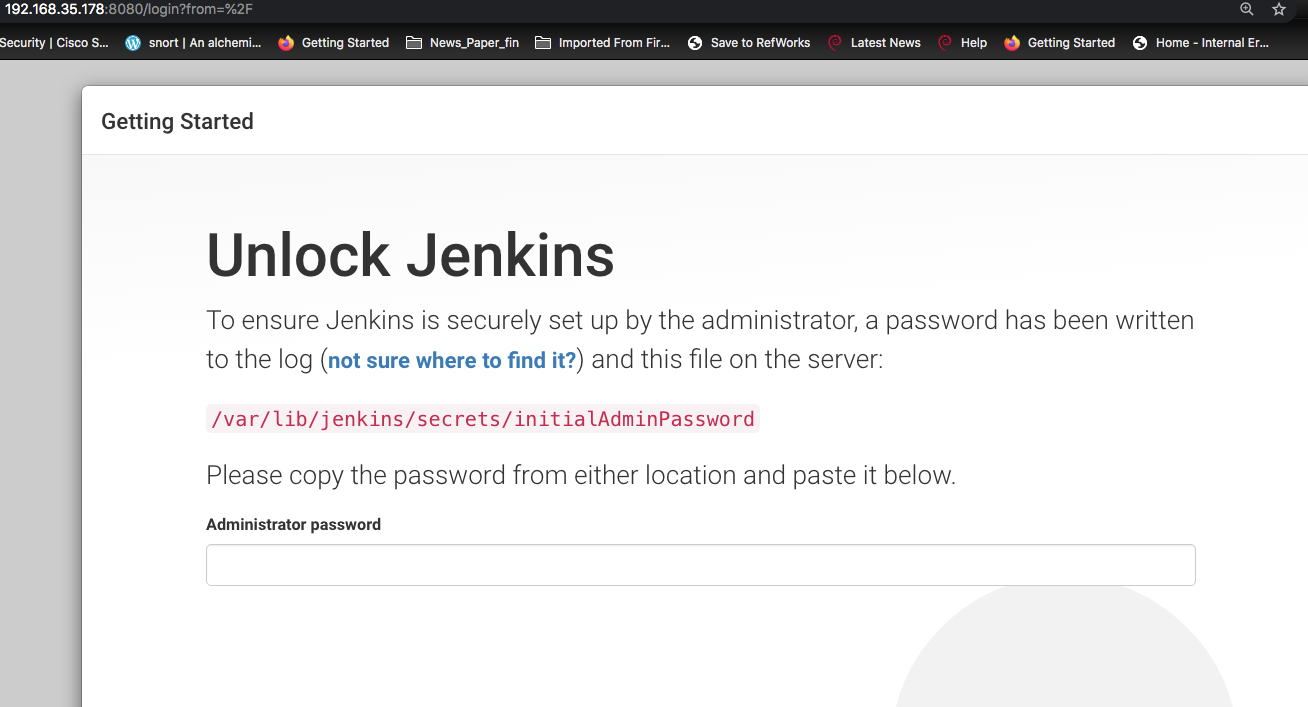 192.168.35.178:8080/login?from=%2F
Security | Cisco S... snort | An alchemi... Getting Started News_Paper_fin Imported From Fir... Save to RefWorks Latest News Help Getting Started Home - Internal Er...
Getting Started
Unlock Jenkins
To ensure Jenkins is securely set up by the administrator, a password has been written
to the log (not sure where to find it?) and this file on the server:
/var/lib/jenkins/secrets/initialAdminPassword
Please copy the password from either location and paste it below.
Administrator password